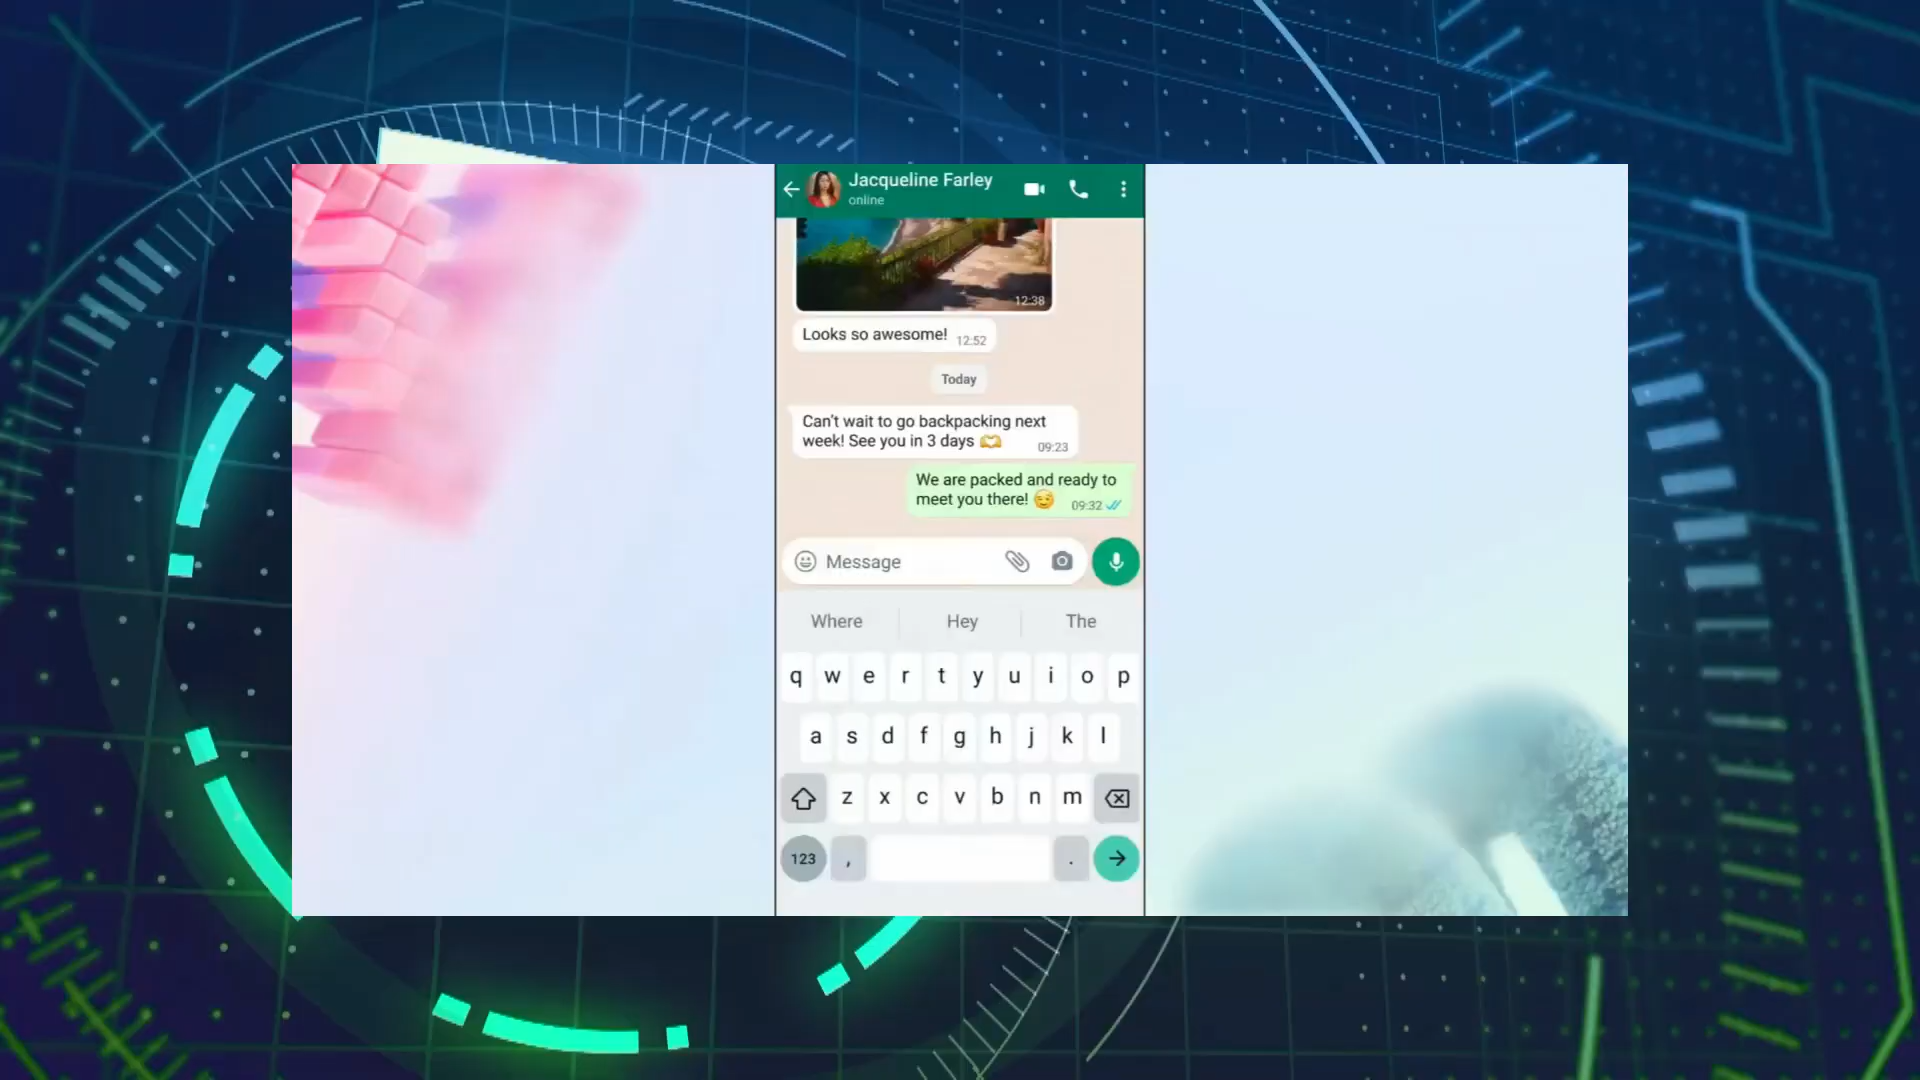 Jacqueline Farley
online
12:38
Looks so awesome! 12:52
Today
Can't wait to go backpacking next
week! See you in 3 days 🫶 09:23
We are packed and ready to
meet you there! 😏 09:32
Message
Where Hey The
q w e r t y u i o p
a s d f g h j k l
z x c v b n m
123 , .